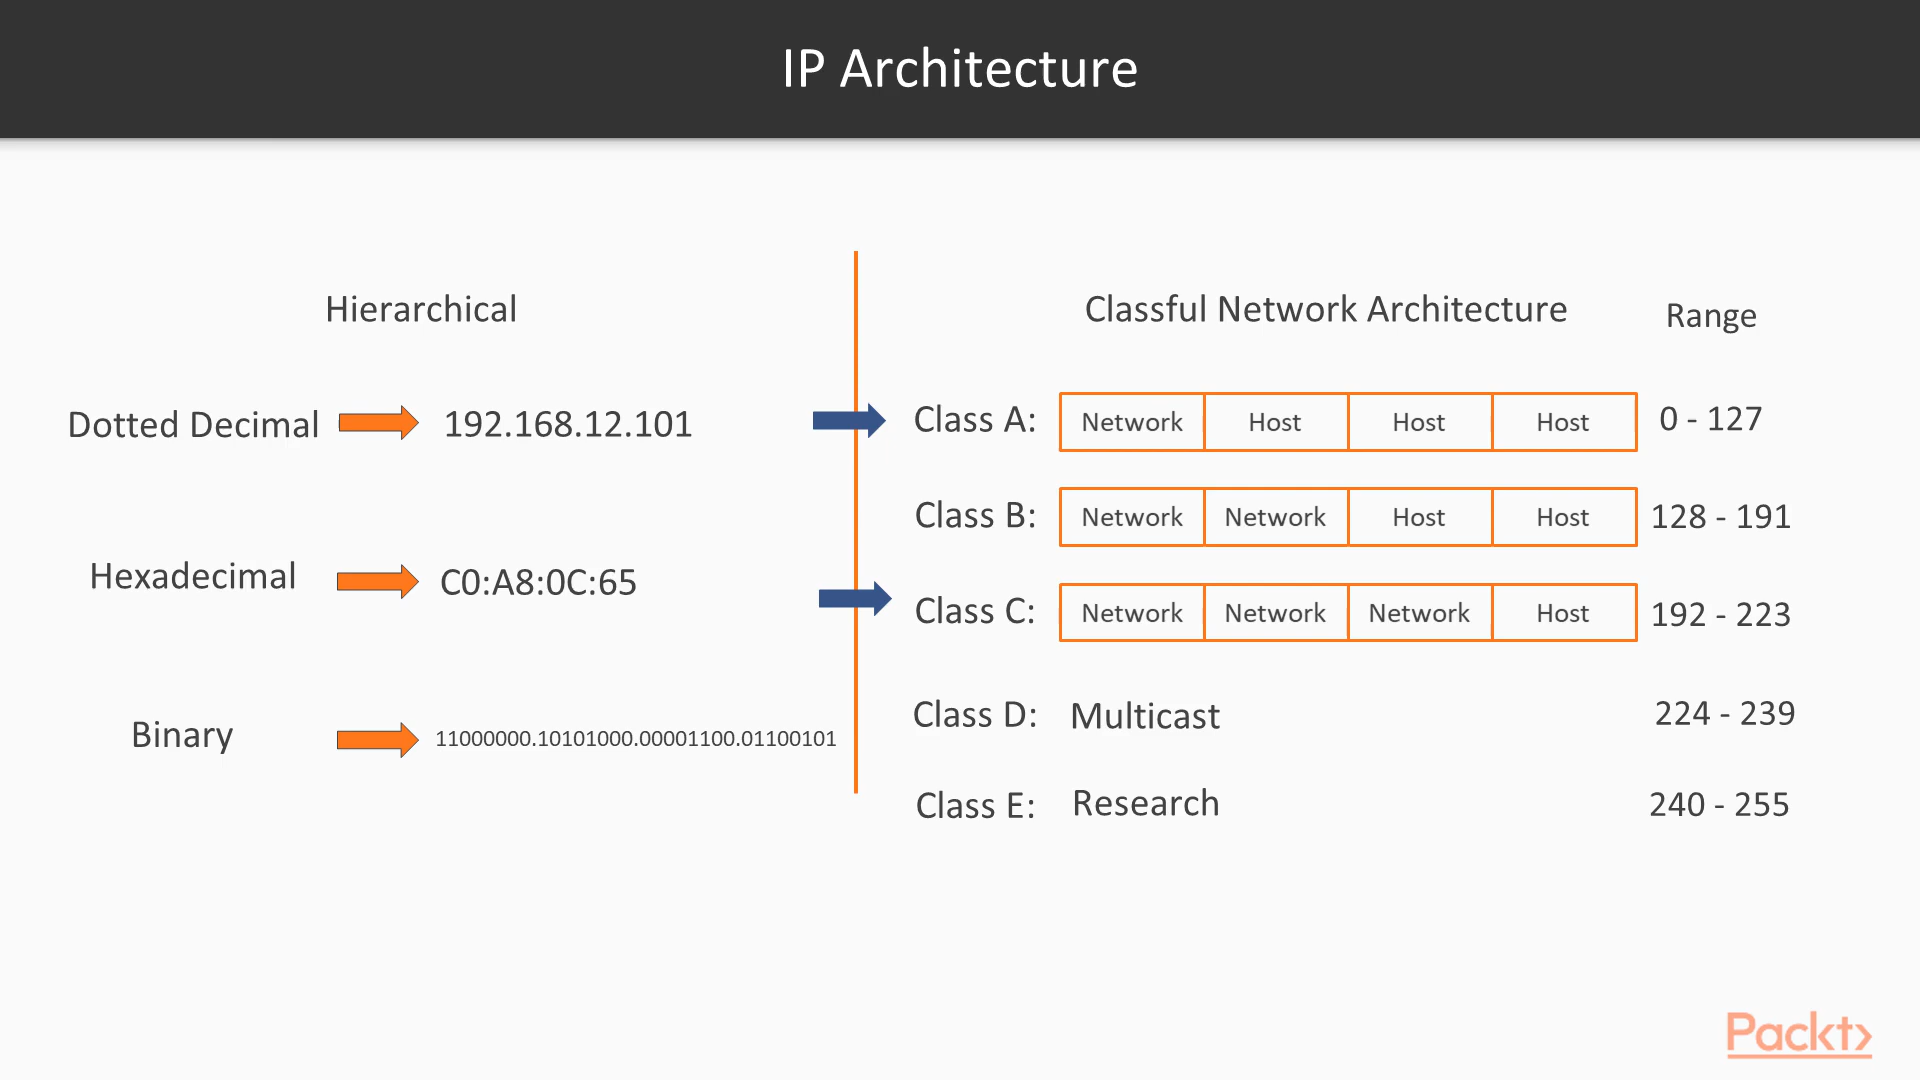 IP Architecture
Hierarchical
Dotted Decimal 192.168.12.101
Hexadecimal C0:A8:0C:65
Binary 11000000.10101000.00001100.01100101
Classful Network Architecture Range
Class A: Network Host Host Host 0 - 127
Class B: Network Network Host Host 128 - 191
Class C: Network Network Network Host 192 - 223
Class D: Multicast 224 - 239
Class E: Research 240 - 255
Packt>